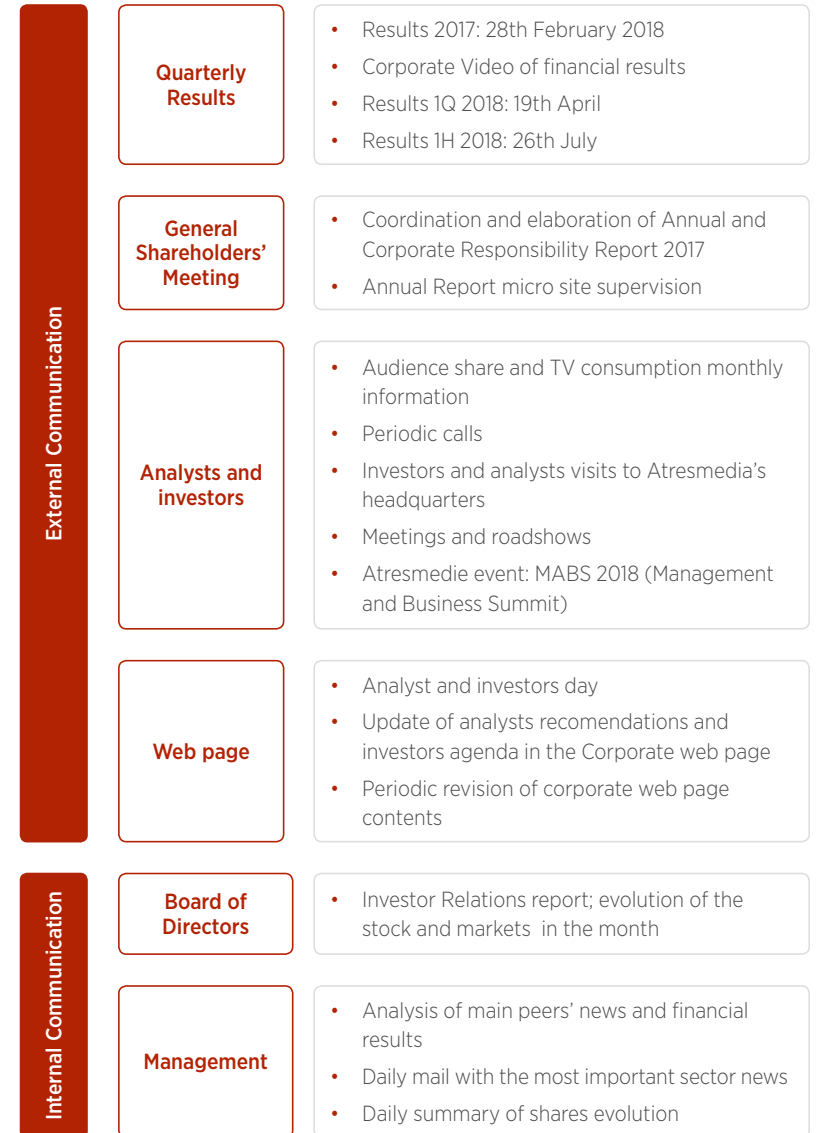 External Communication
Quarterly
Results
• Results 2017: 28th February 2018
• Corporate Video of financial results
• Results 1Q 2018: 19th April
• Results 1H 2018: 26th July
General
Shareholders’
Meeting
• Coordination and elaboration of Annual and
Corporate Responsibility Report 2017
• Annual Report micro site supervision
Analysts and
investors
• Audience share and TV consumption monthly
information
• Periodic calls
• Investors and analysts visits to Atresmedia’s
headquarters
• Meetings and roadshows
• Atresmedie event: MABS 2018 (Management
and Business Summit)
Web page
• Analyst and investors day
• Update of analysts recomendations and
investors agenda in the Corporate web page
• Periodic revision of corporate web page
contents
Internal Communication
Board of
Directors
• Investor Relations report; evolution of the
stock and markets in the month
Management
• Analysis of main peers’ news and financial
results
• Daily mail with the most important sector news
• Daily summary of shares evolution